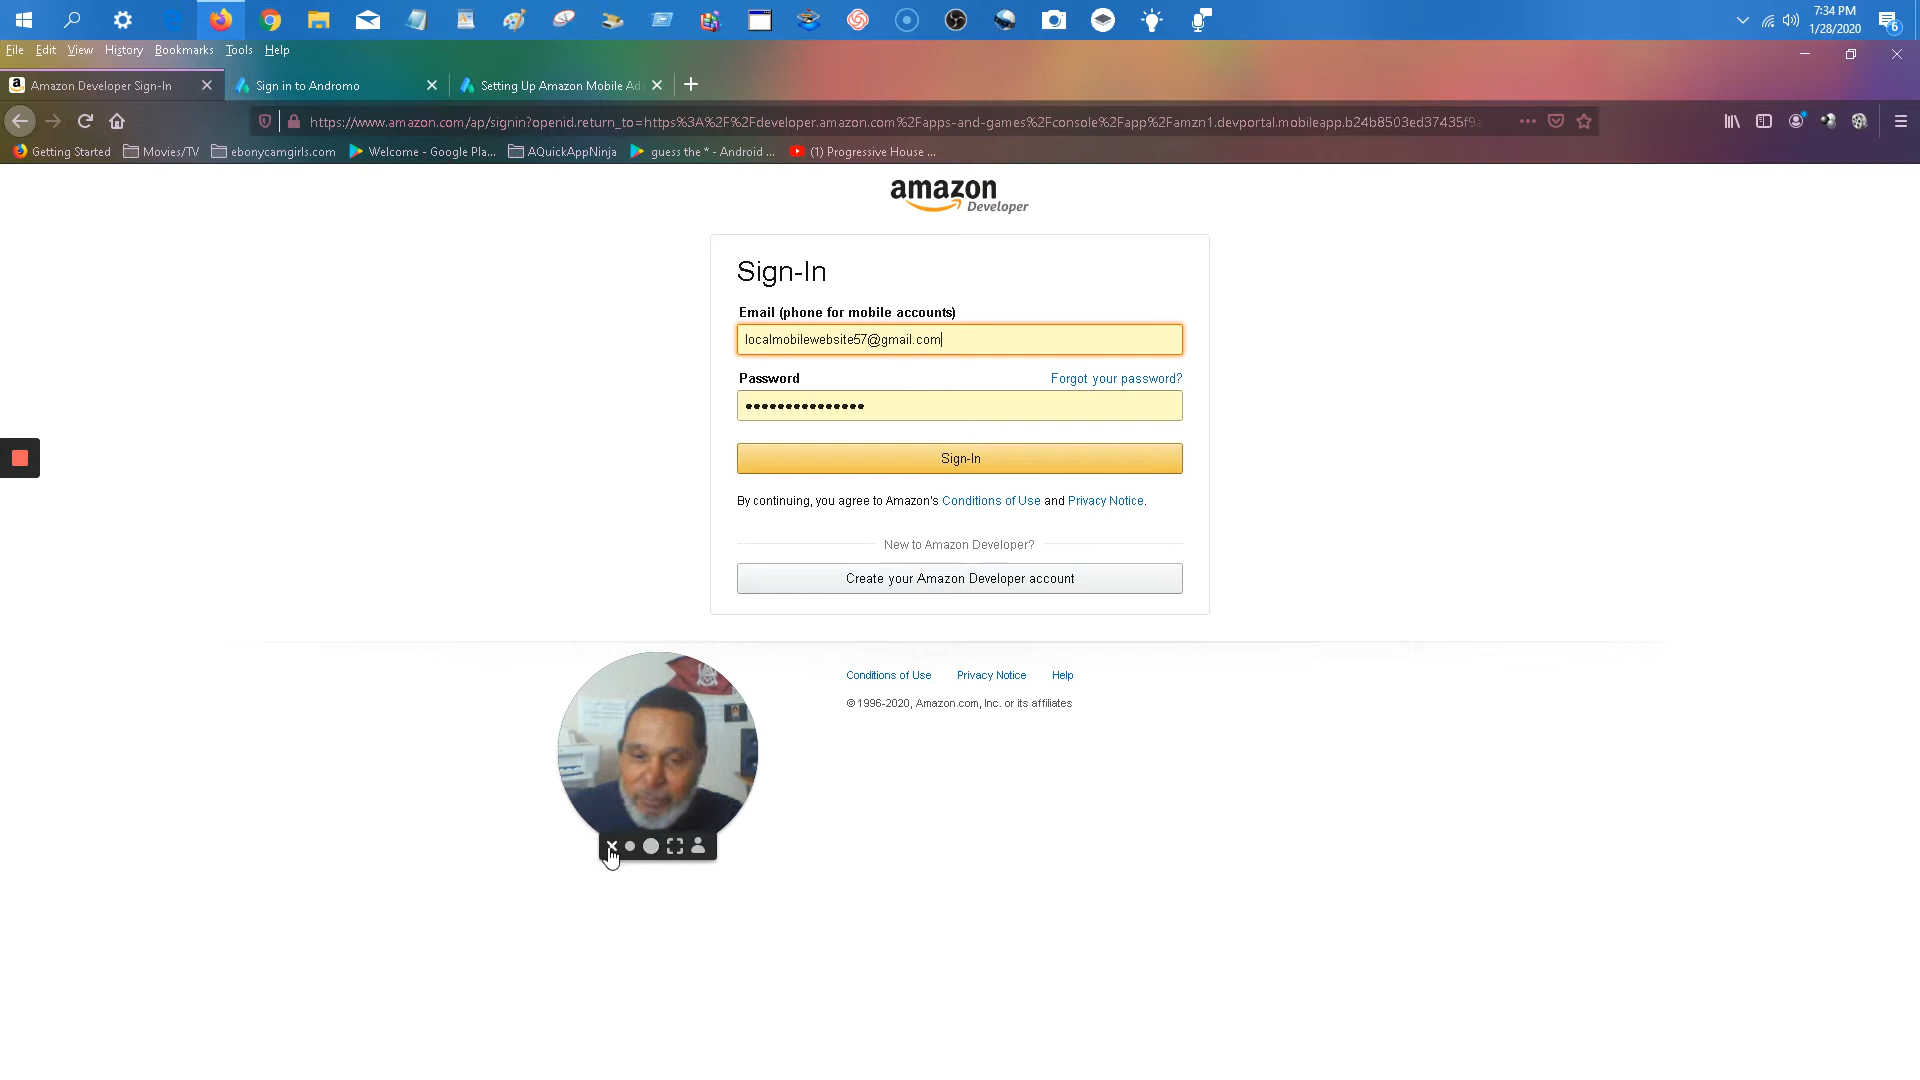 7:34 PM
1/28/2020
6
File Edit View History Bookmarks Tools Help
Amazon Developer Sign-In
Sign in to Andromo
Setting Up Amazon Mobile Ad
https://www.amazon.com/ap/signin?openid.return_to=https%3A%2F%2Fdeveloper.amazon.com%2Fapps-and-games%2Fconsole%2Fapp%2Famzn1.devportal.mobileapp.b24b8503ed37435f9a
Getting Started Movies/TV ebonycamgirls.com Welcome - Google Pla... AQuickAppNinja guess the * - Android ... (1) Progressive House ...
amazon
Developer
Sign-In
Email (phone for mobile accounts)
localmobilewebsite57@gmail.com
Password Forgot your password?
Sign-In
By continuing, you agree to Amazon's Conditions of Use and Privacy Notice.
New to Amazon Developer?
Create your Amazon Developer account
Conditions of Use Privacy Notice Help
© 1996-2020, Amazon.com, Inc. or its affiliates